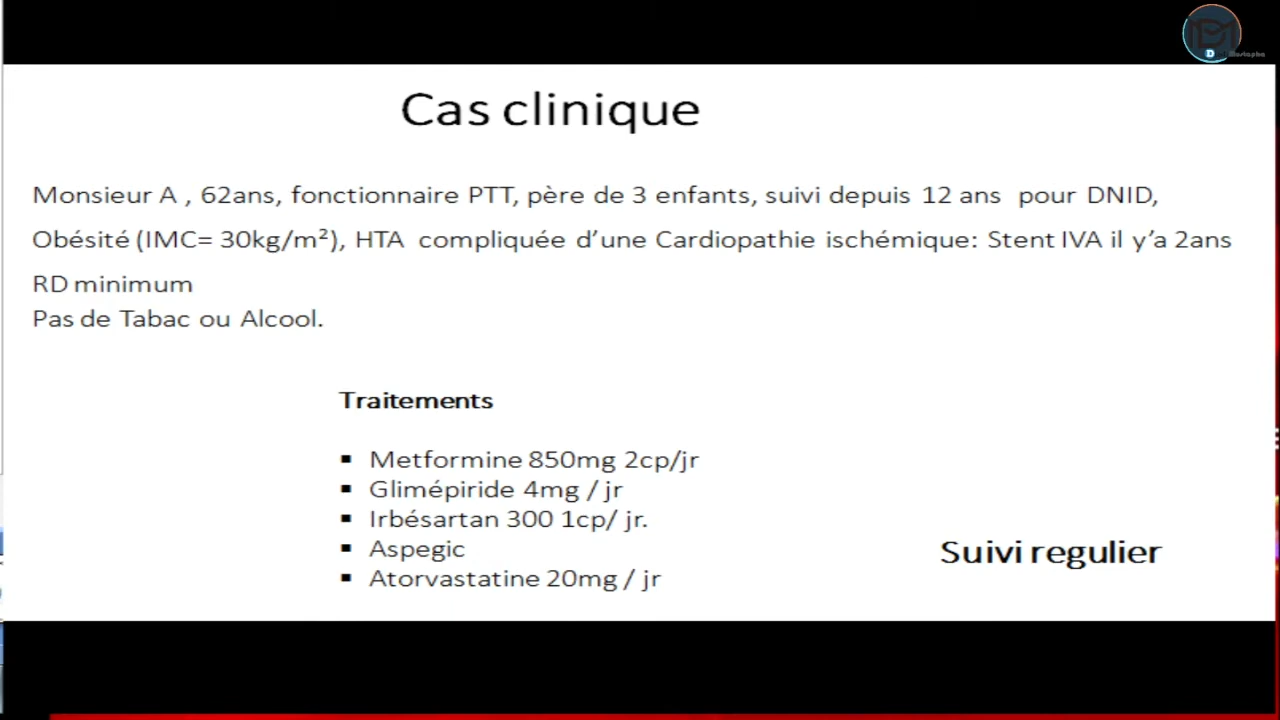 Cas clinique
Monsieur A , 62ans, fonctionnaire PTT, père de 3 enfants, suivi depuis 12 ans pour DNID,
Obésité (IMC= 30kg/m²), HTA compliquée d’une Cardiopathie ischémique: Stent IVA il y’a 2ans
RD minimum
Pas de Tabac ou Alcool.
Traitements
▪ Metformine 850mg 2cp/jr
▪ Glimépiride 4mg / jr
▪ Irbésartan 300 1cp/ jr.
▪ Aspegic
▪ Atorvastatine 20mg / jr
Suivi regulier